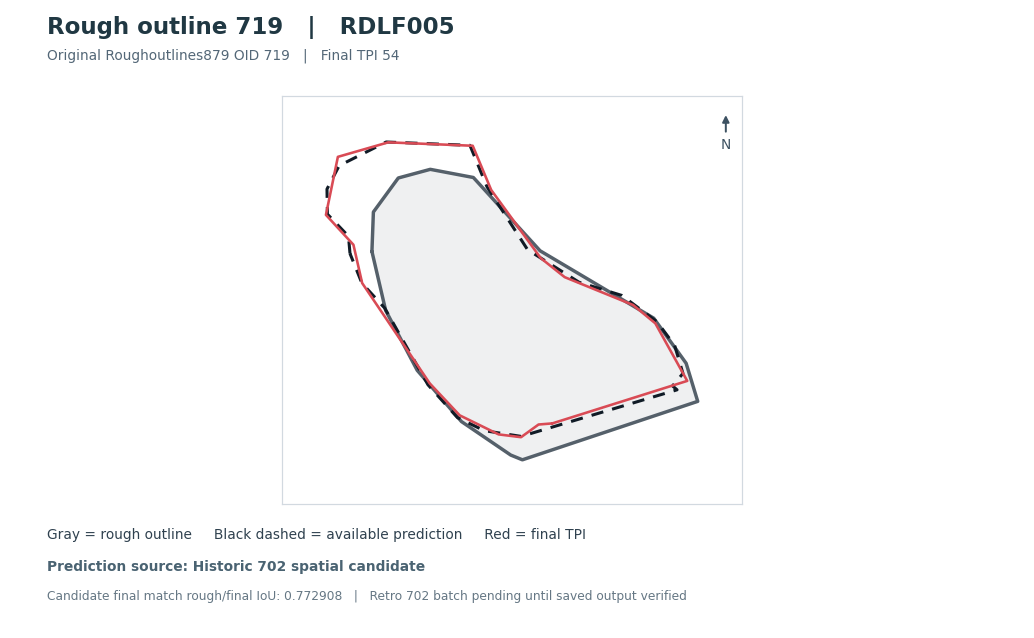 Rough outline 719   |   RDLF005
Original Roughoutlines879 OID 719   |   Final TPI 54
N
Gray = rough outline     Black dashed = available prediction     Red = final TPI
Prediction source: Historic 702 spatial candidate
Candidate final match rough/final IoU: 0.772908   |   Retro 702 batch pending until saved output verified